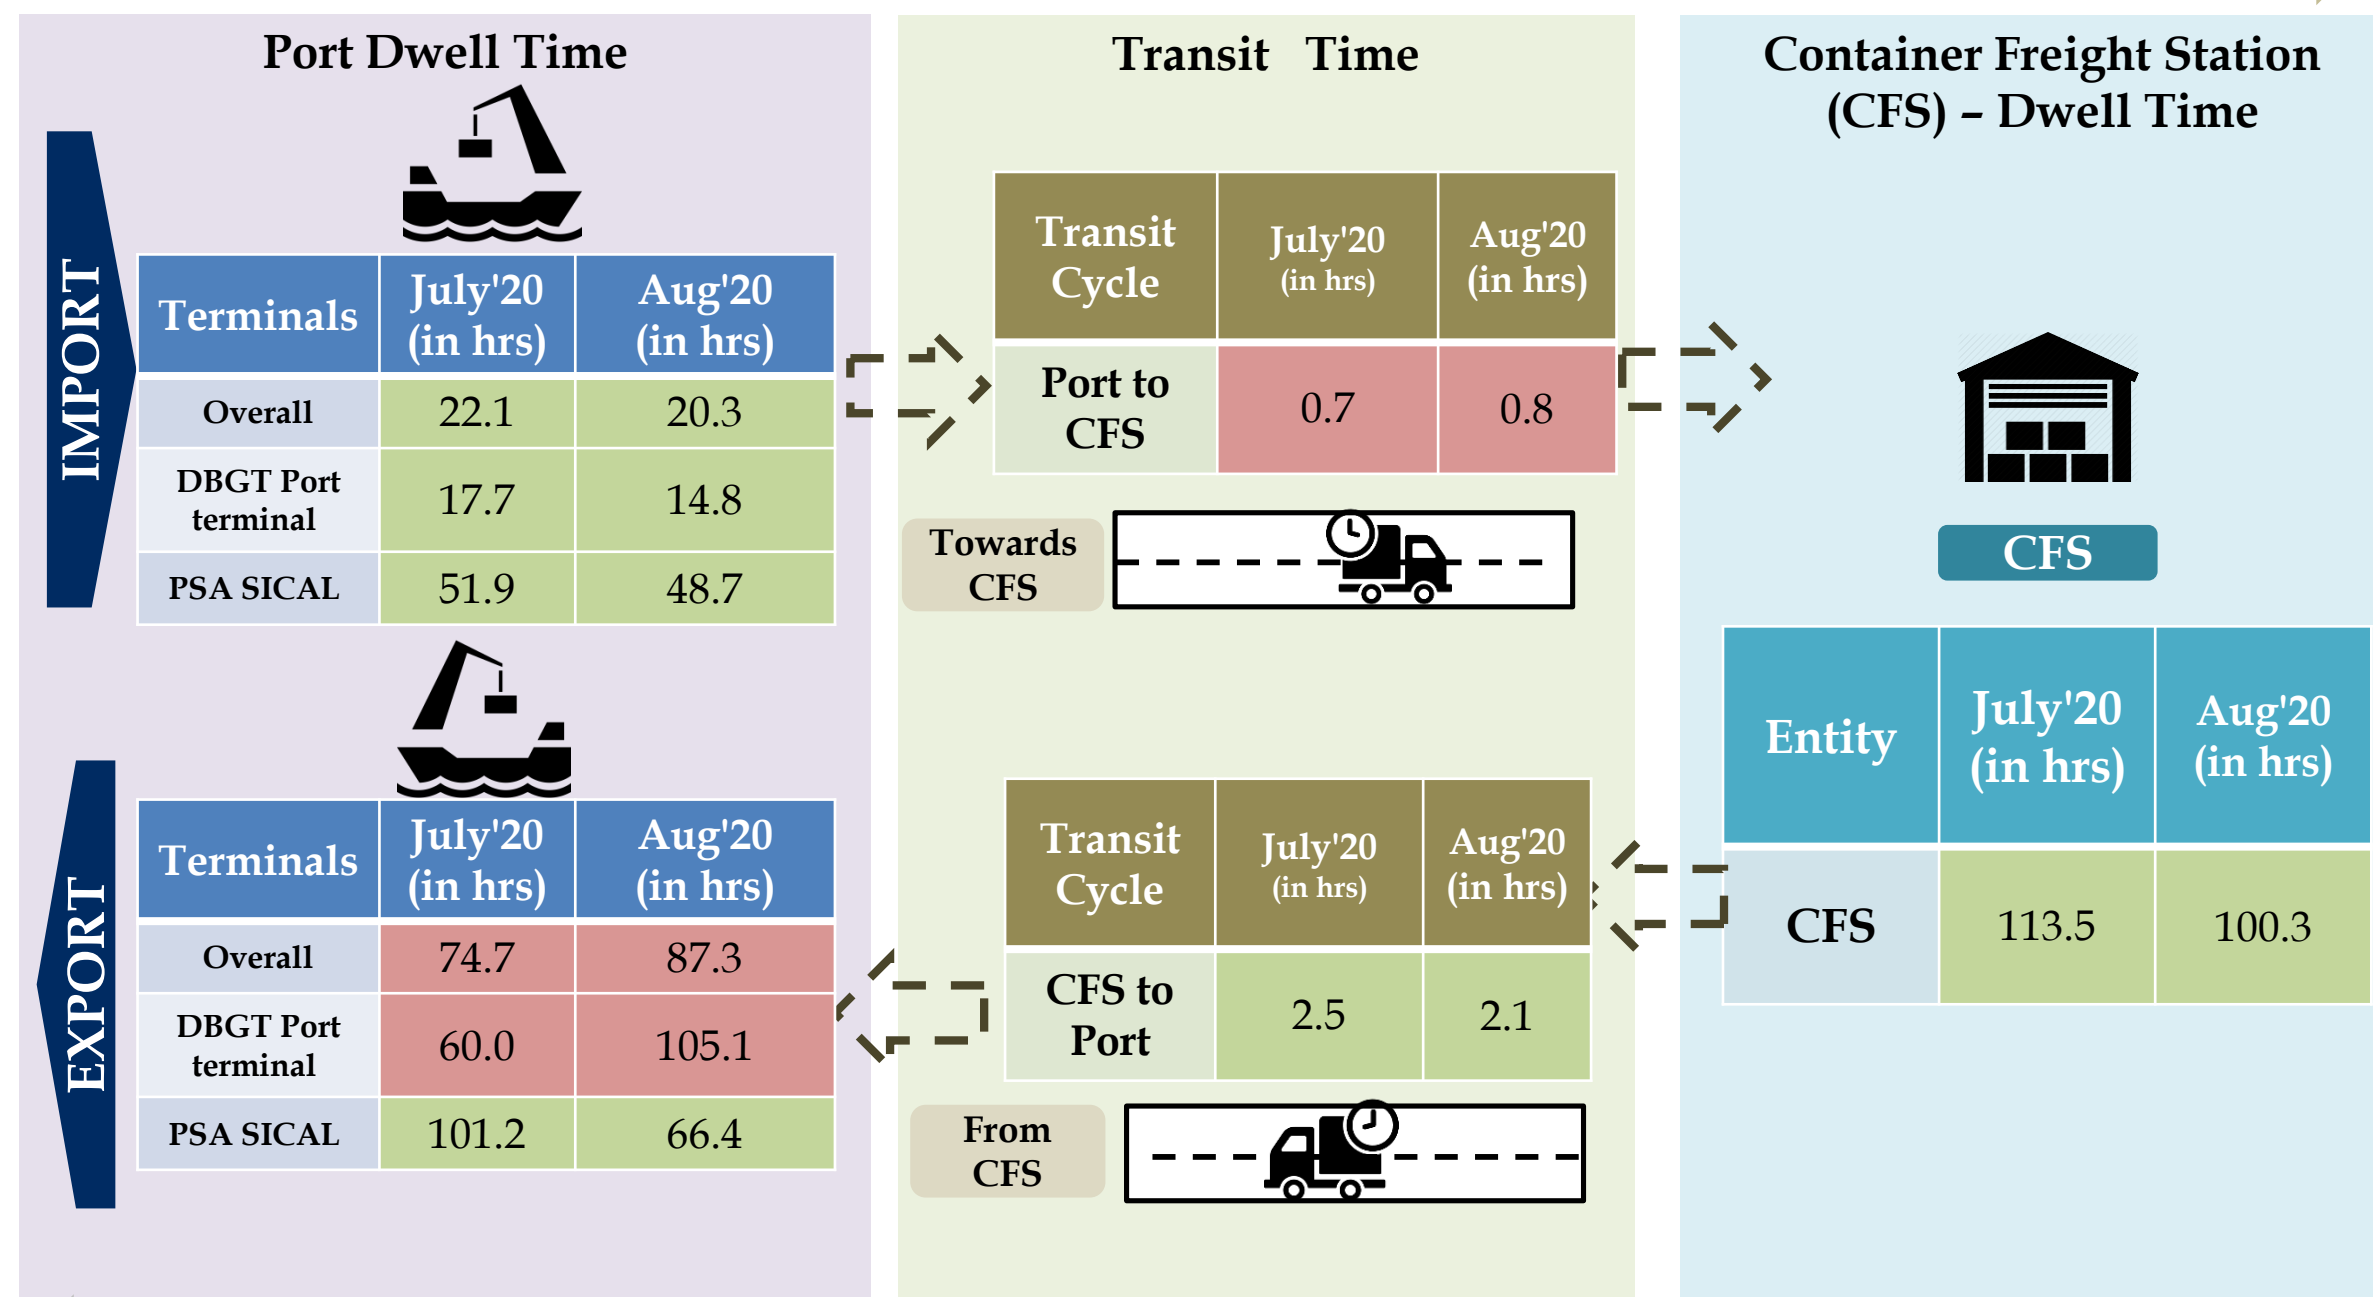 Port Dwell Time
IMPORT
Terminals July'20 (in hrs) Aug'20 (in hrs)
Overall 22.1 20.3
DBGT Port terminal 17.7 14.8
PSA SICAL 51.9 48.7
EXPORT
Terminals July'20 (in hrs) Aug'20 (in hrs)
Overall 74.7 87.3
DBGT Port terminal 60.0 105.1
PSA SICAL 101.2 66.4
Transit Time
Transit Cycle July'20 (in hrs) Aug'20 (in hrs)
Port to CFS 0.7 0.8
Towards
CFS
Transit Cycle July'20 (in hrs) Aug'20 (in hrs)
CFS to Port 2.5 2.1
From
CFS
Container Freight Station
(CFS) – Dwell Time
CFS
Entity July'20 (in hrs) Aug'20 (in hrs)
CFS 113.5 100.3